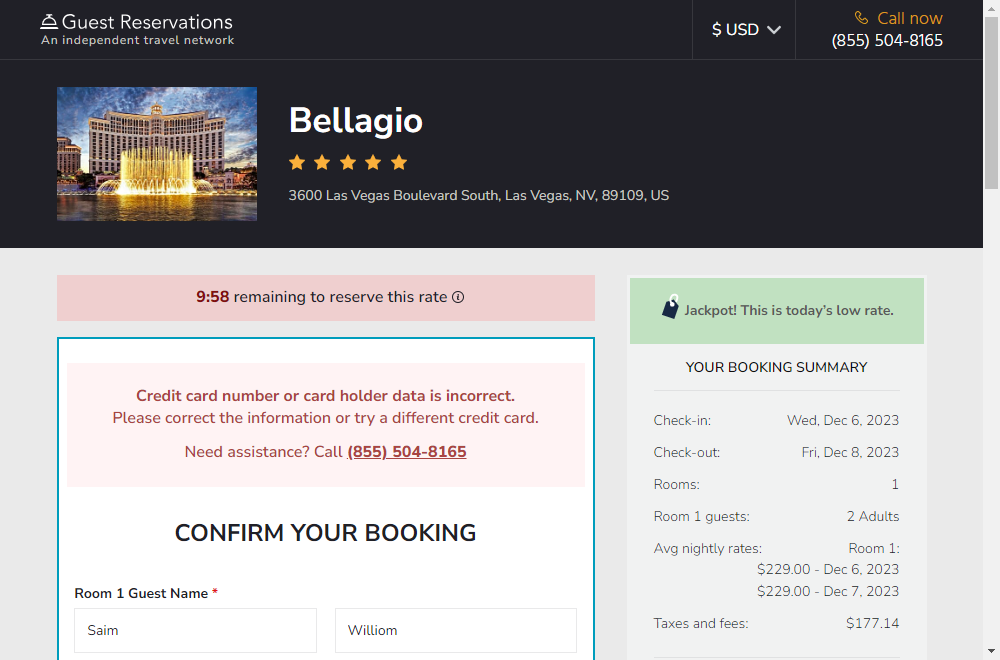 Guest Reservations
An independent travel network
$ USD
Call now
(855) 504-8165
Bellagio
3600 Las Vegas Boulevard South, Las Vegas, NV, 89109, US
9:58 remaining to reserve this rate
Credit card number or card holder data is incorrect.
Please correct the information or try a different credit card.
Need assistance? Call (855) 504-8165
CONFIRM YOUR BOOKING
Room 1 Guest Name *
Saim Williom
Jackpot! This is today's low rate.
YOUR BOOKING SUMMARY
Check-in: Wed, Dec 6, 2023
Check-out: Fri, Dec 8, 2023
Rooms: 1
Room 1 guests: 2 Adults
Avg nightly rates: Room 1:
$229.00 - Dec 6, 2023
$229.00 - Dec 7, 2023
Taxes and fees: $177.14